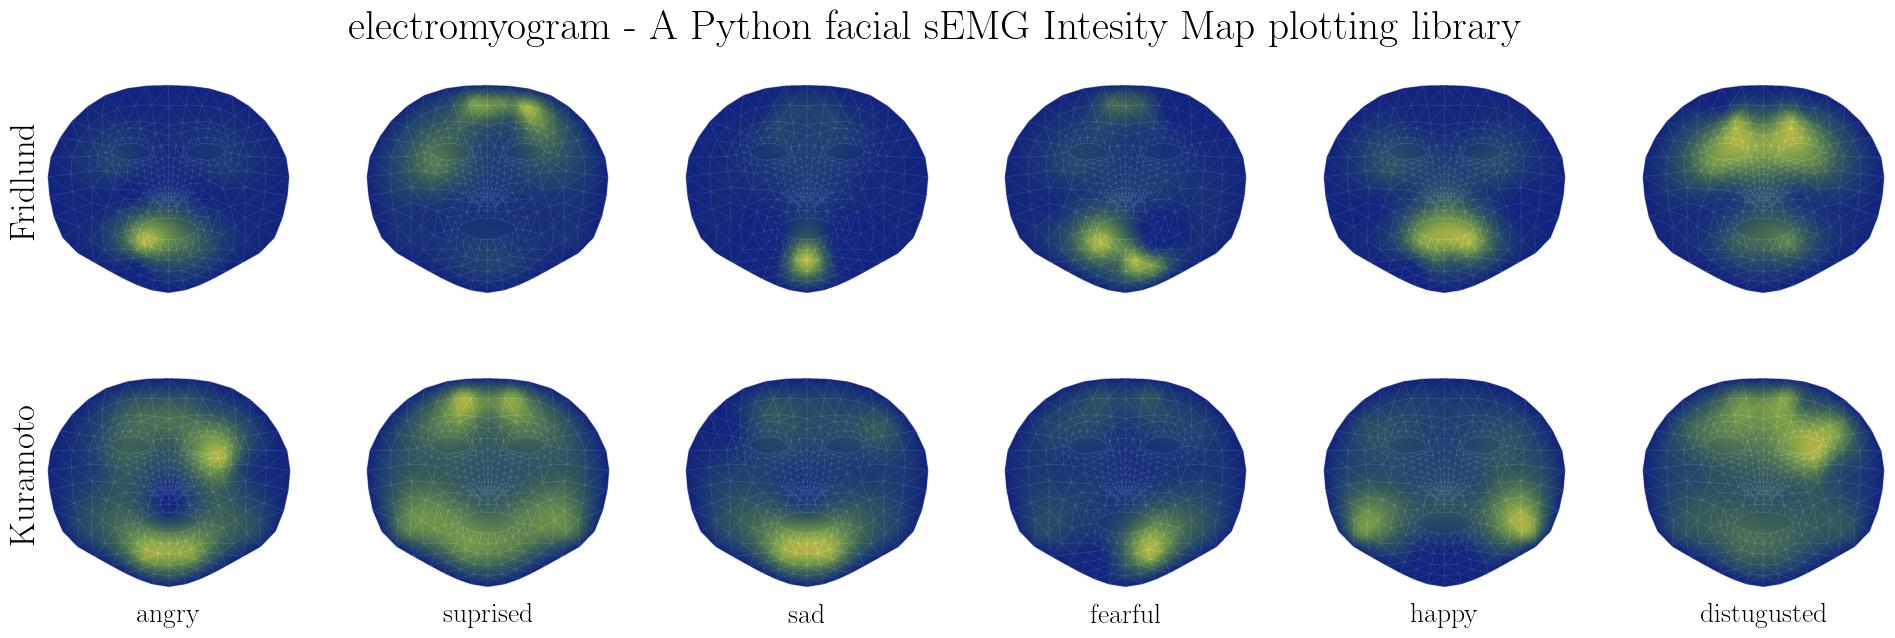 electromyogram - A Python facial sEMG Intesity Map plotting library
Fridlund
Kuramoto
angry
suprised
sad
fearful
happy
distugusted